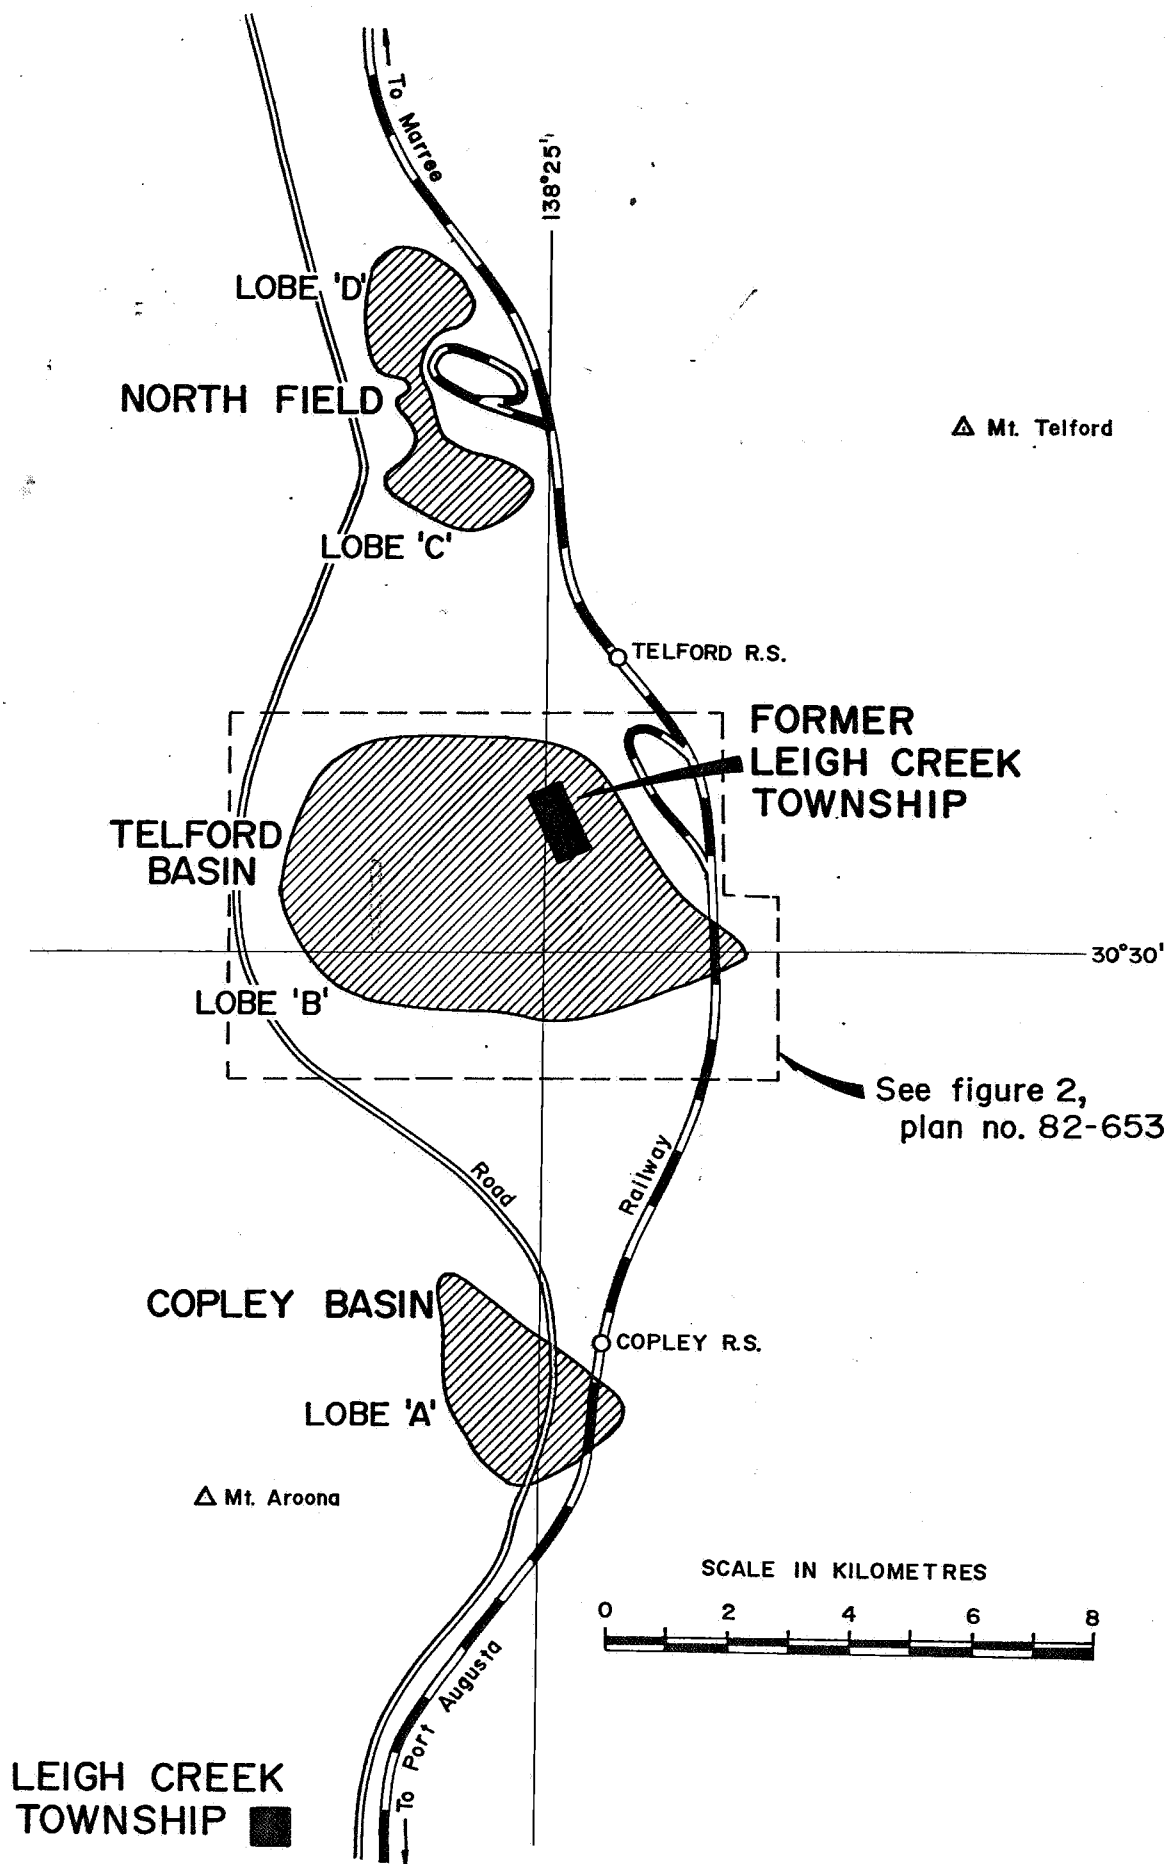 To Marree
138°25'
LOBE 'D'
NORTH FIELD
Mt. Telford
LOBE 'C'
TELFORD R.S.
FORMER
LEIGH CREEK
TOWNSHIP
TELFORD
BASIN
30°30'
LOBE 'B'
See figure 2,
plan no. 82-653
Road
Railway
COPLEY BASIN
COPLEY R.S.
LOBE 'A'
Mt. Aroona
SCALE IN KILOMETRES
0 2 4 6 8
To Port Augusta
LEIGH CREEK
TOWNSHIP